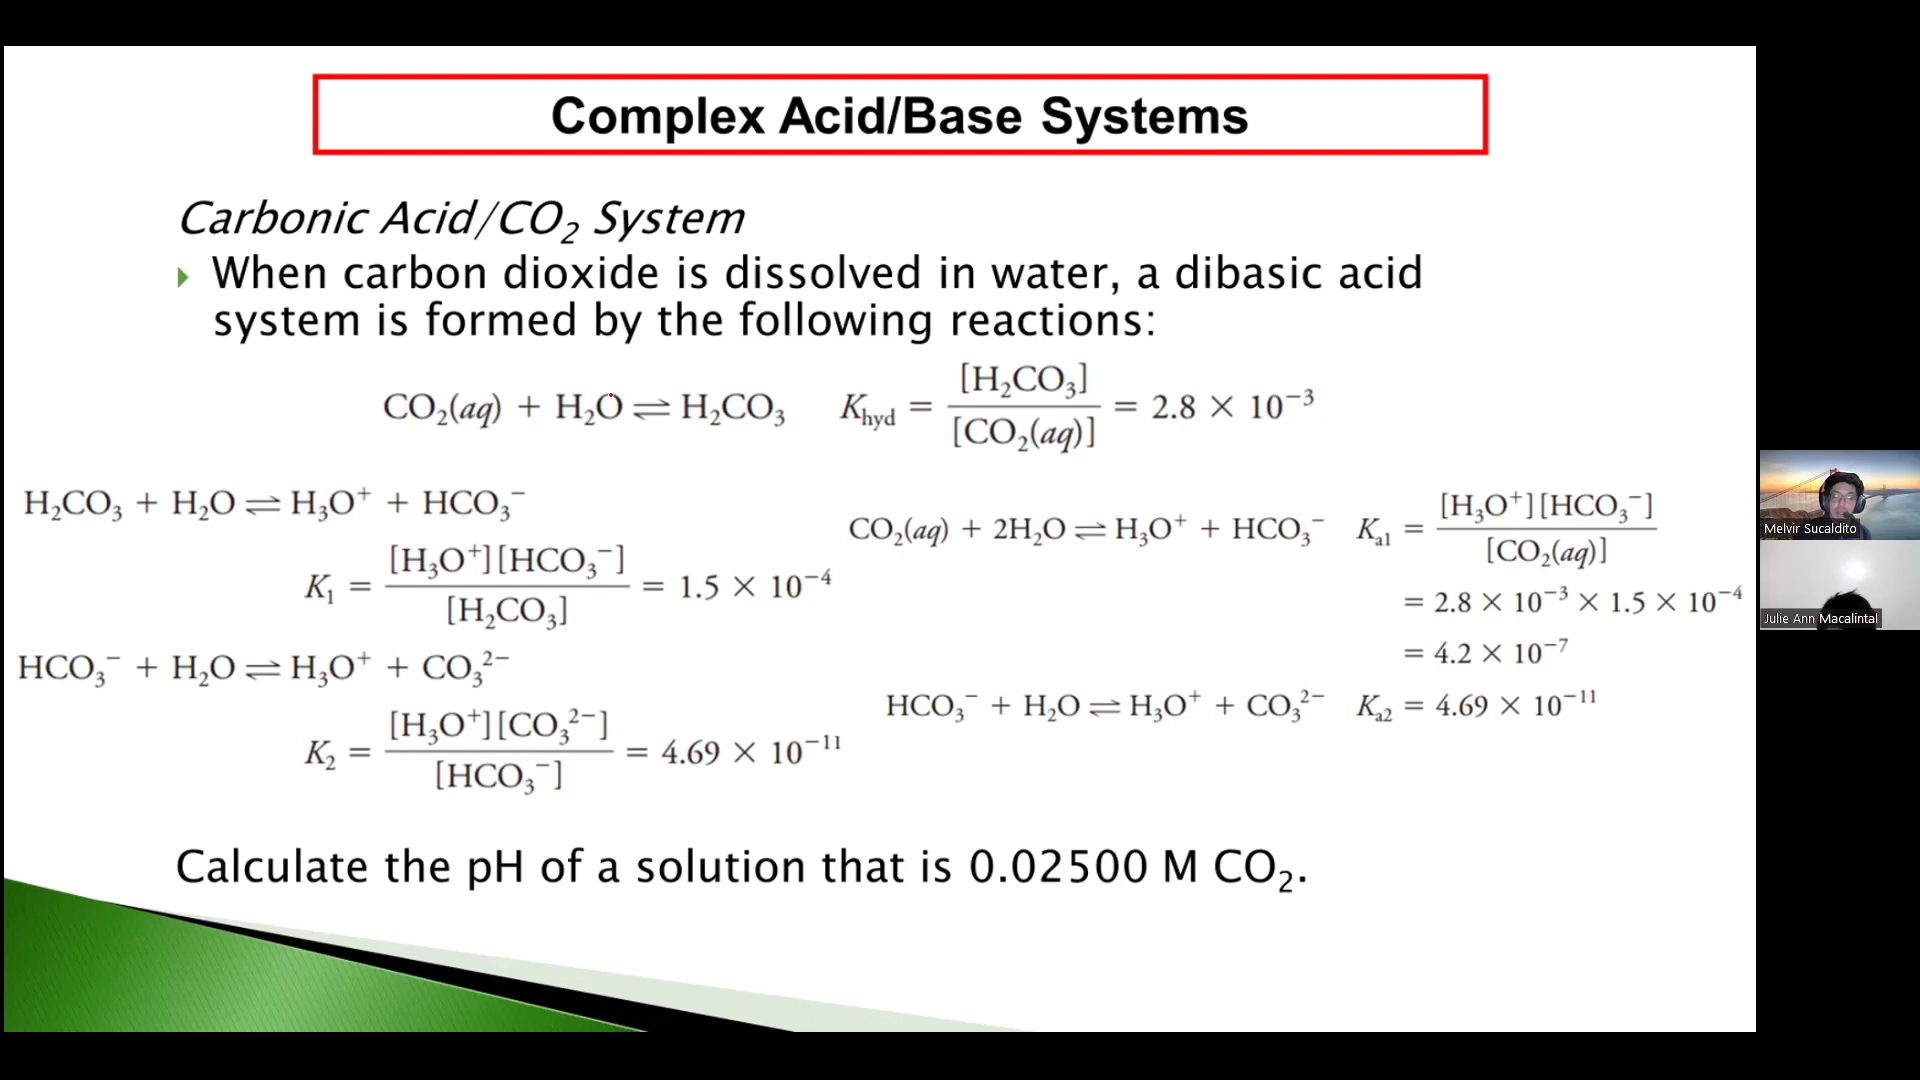 Complex Acid/Base Systems
Carbonic Acid/CO₂ System
When carbon dioxide is dissolved in water, a dibasic acid
system is formed by the following reactions:
CO₂(aq) + H₂O ⇌ H₂CO₃ K_hyd = [H₂CO₃] / [CO₂(aq)] = 2.8 × 10⁻³
H₂CO₃ + H₂O ⇌ H₃O⁺ + HCO₃⁻
K₁ = [H₃O⁺][HCO₃⁻] / [H₂CO₃] = 1.5 × 10⁻⁴
HCO₃⁻ + H₂O ⇌ H₃O⁺ + CO₃²⁻
K₂ = [H₃O⁺][CO₃²⁻] / [HCO₃⁻] = 4.69 × 10⁻¹¹
CO₂(aq) + 2H₂O ⇌ H₃O⁺ + HCO₃⁻ K_a1 = [H₃O⁺][HCO₃⁻] / [CO₂(aq)]
= 2.8 × 10⁻³ × 1.5 × 10⁻⁴
= 4.2 × 10⁻⁷
HCO₃⁻ + H₂O ⇌ H₃O⁺ + CO₃²⁻ K_a2 = 4.69 × 10⁻¹¹
Calculate the pH of a solution that is 0.02500 M CO₂.
Melvir Sucaldito
Julie Ann Macalintal